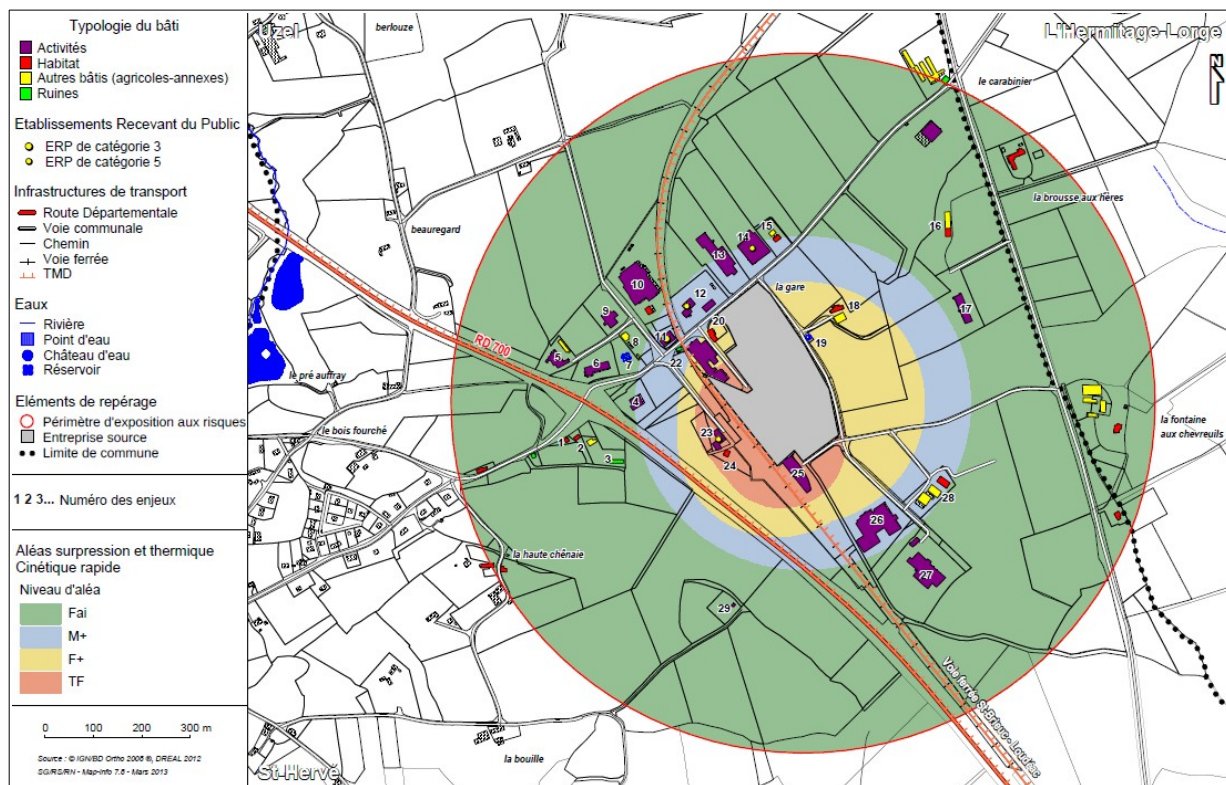 Typologie du bâti
Activités
Habitat
Autres bâtis (agricoles-annexes)
Ruines
Etablissements Recevant du Public
ERP de catégorie 3
ERP de catégorie 5
Infrastructures de transport
Route Départementale
Voie communale
Chemin
Voie ferrée
TMD
Eaux
Rivière
Point d'eau
Château d'eau
Réservoir
Eléments de repérage
Périmètre d'exposition aux risques
Entreprise source
Limite de commune
1 2 3... Numéro des enjeux
Aléas surpression et thermique
Cinétique rapide
Niveau d'aléa
Fai
M+
F+
TF
0 100 200 300 m
Source : © IGN/BD Ortho 2008 ®, DREAL 2012
SG/RS/RN - Map-info 7.8 - Mars 2013
Uzel
berlouze
L'Hermitage-Lorge
N
le carabinier
la brousse aux hères
beauregard
15
14
16
13
10
12
la gare
17
9
18
20
RD 700
8
11
19
5
6
7
22
le pré auffray
4
la fontaine
aux chevreuils
le bois fourché
1
2
23
3
24
25
28
26
la haute chênaie
27
29
Voie ferrée St-Brieuc - Loudéac
la bouille
St-Hervé